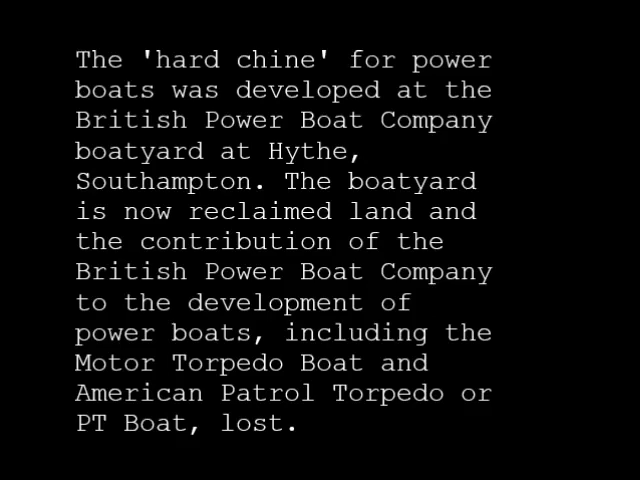 The 'hard chine' for power
boats was developed at the
British Power Boat Company
boatyard at Hythe,
Southampton. The boatyard
is now reclaimed land and
the contribution of the
British Power Boat Company
to the development of
power boats, including the
Motor Torpedo Boat and
American Patrol Torpedo or
PT Boat, lost.